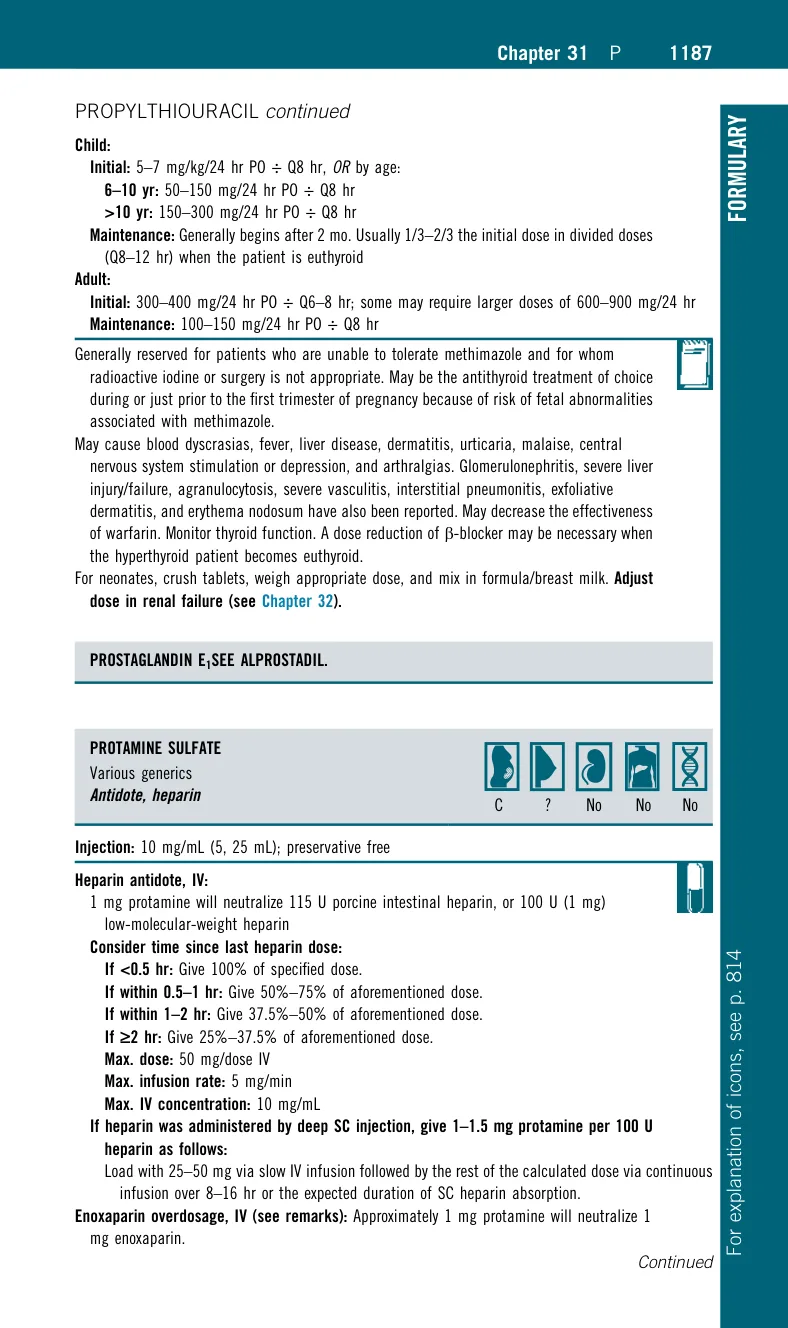 Chapter 31 P 1187
PROPYLTHIOURACIL continued
Child:
Initial: 5–7 mg/kg/24 hr PO ÷ Q8 hr, OR by age:
6–10 yr: 50–150 mg/24 hr PO ÷ Q8 hr
>10 yr: 150–300 mg/24 hr PO ÷ Q8 hr
Maintenance: Generally begins after 2 mo. Usually 1/3–2/3 the initial dose in divided doses
(Q8–12 hr) when the patient is euthyroid
Adult:
Initial: 300–400 mg/24 hr PO ÷ Q6–8 hr; some may require larger doses of 600–900 mg/24 hr
Maintenance: 100–150 mg/24 hr PO ÷ Q8 hr
Generally reserved for patients who are unable to tolerate methimazole and for whom
radioactive iodine or surgery is not appropriate. May be the antithyroid treatment of choice
during or just prior to the first trimester of pregnancy because of risk of fetal abnormalities
associated with methimazole.
May cause blood dyscrasias, fever, liver disease, dermatitis, urticaria, malaise, central
nervous system stimulation or depression, and arthralgias. Glomerulonephritis, severe liver
injury/failure, agranulocytosis, severe vasculitis, interstitial pneumonitis, exfoliative
dermatitis, and erythema nodosum have also been reported. May decrease the effectiveness
of warfarin. Monitor thyroid function. A dose reduction of β-blocker may be necessary when
the hyperthyroid patient becomes euthyroid.
For neonates, crush tablets, weigh appropriate dose, and mix in formula/breast milk. Adjust
dose in renal failure (see Chapter 32).
PROSTAGLANDIN E₁SEE ALPROSTADIL.
PROTAMINE SULFATE
Various generics
Antidote, heparin
C ? No No No
Injection: 10 mg/mL (5, 25 mL); preservative free
Heparin antidote, IV:
1 mg protamine will neutralize 115 U porcine intestinal heparin, or 100 U (1 mg)
low-molecular-weight heparin
Consider time since last heparin dose:
If <0.5 hr: Give 100% of specified dose.
If within 0.5–1 hr: Give 50%–75% of aforementioned dose.
If within 1–2 hr: Give 37.5%–50% of aforementioned dose.
If ≥2 hr: Give 25%–37.5% of aforementioned dose.
Max. dose: 50 mg/dose IV
Max. infusion rate: 5 mg/min
Max. IV concentration: 10 mg/mL
If heparin was administered by deep SC injection, give 1–1.5 mg protamine per 100 U
heparin as follows:
Load with 25–50 mg via slow IV infusion followed by the rest of the calculated dose via continuous
infusion over 8–16 hr or the expected duration of SC heparin absorption.
Enoxaparin overdosage, IV (see remarks): Approximately 1 mg protamine will neutralize 1
mg enoxaparin.
Continued
FORMULARY
For explanation of icons, see p. 814